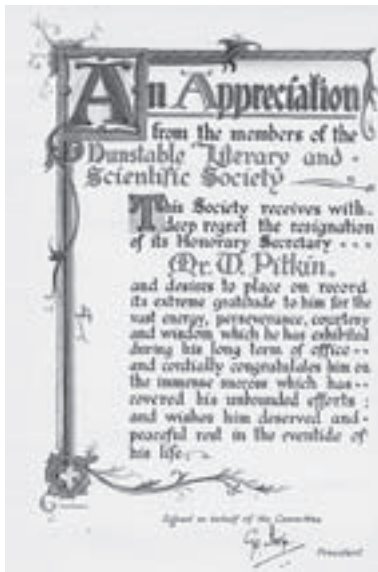 An Appreciation
from the members of the
Dunstable Literary and -
Scientific Society
This Society receives with -
deep regret the resignation
of its Honorary Secretary - - -
Mr. W. Pitkin.
and desires to place on record
its extreme gratitude to him for the
vast energy, perseverance, courtesy
and wisdom which he has exhibited
during his long term of office - -
and cordially congratulates him on
the immense success which has - -
covered his unbounded efforts :
and wishes him deserved and -
peaceful rest in the eventide of
his life.
Signed on behalf of the Committee
President